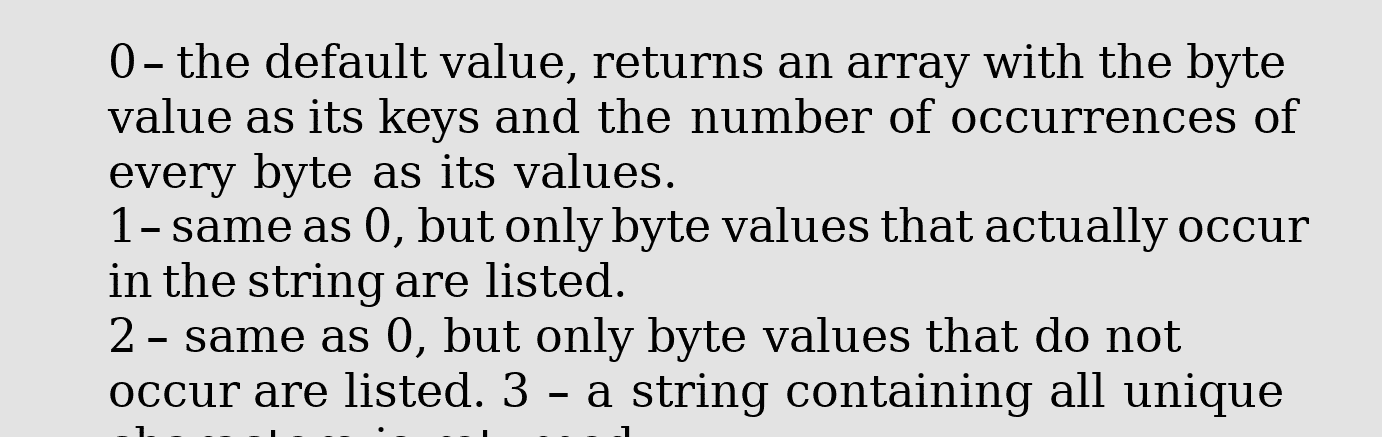 0 – the default value, returns an array with the byte
value as its keys and the number of occurrences of
every byte as its values.
1 – same as 0, but only byte values that actually occur
in the string are listed.
2 – same as 0, but only byte values that do not
occur are listed. 3 – a string containing all unique
characters is returned